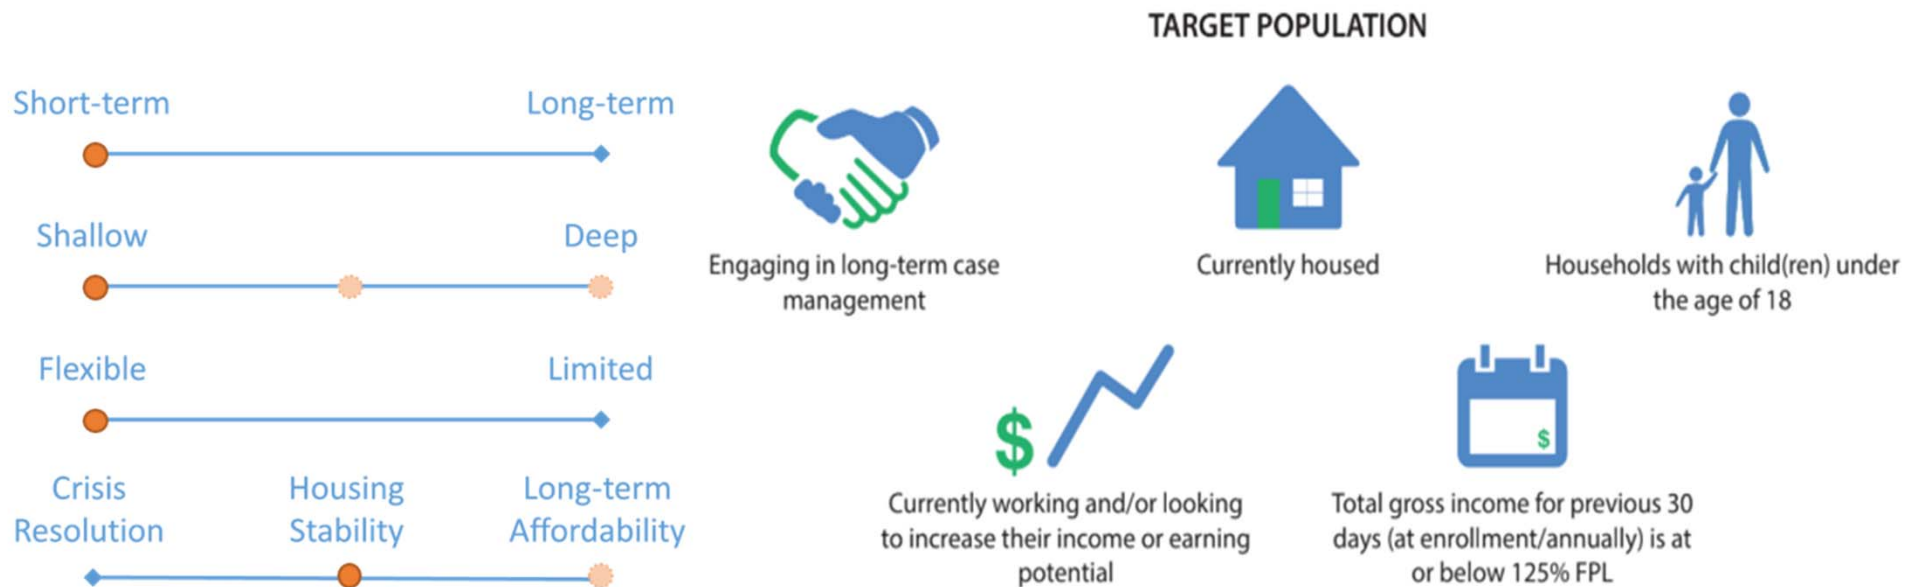 TARGET POPULATION
Short-term
Long-term
Shallow
Deep
Flexible
Limited
Crisis
Resolution
Housing
Stability
Long-term
Affordability
Engaging in long-term case
management
Currently housed
Households with child(ren) under
the age of 18
$
$
Currently working and/or looking
to increase their income or earning
potential
Total gross income for previous 30
days (at enrollment/annually) is at
or below 125% FPL